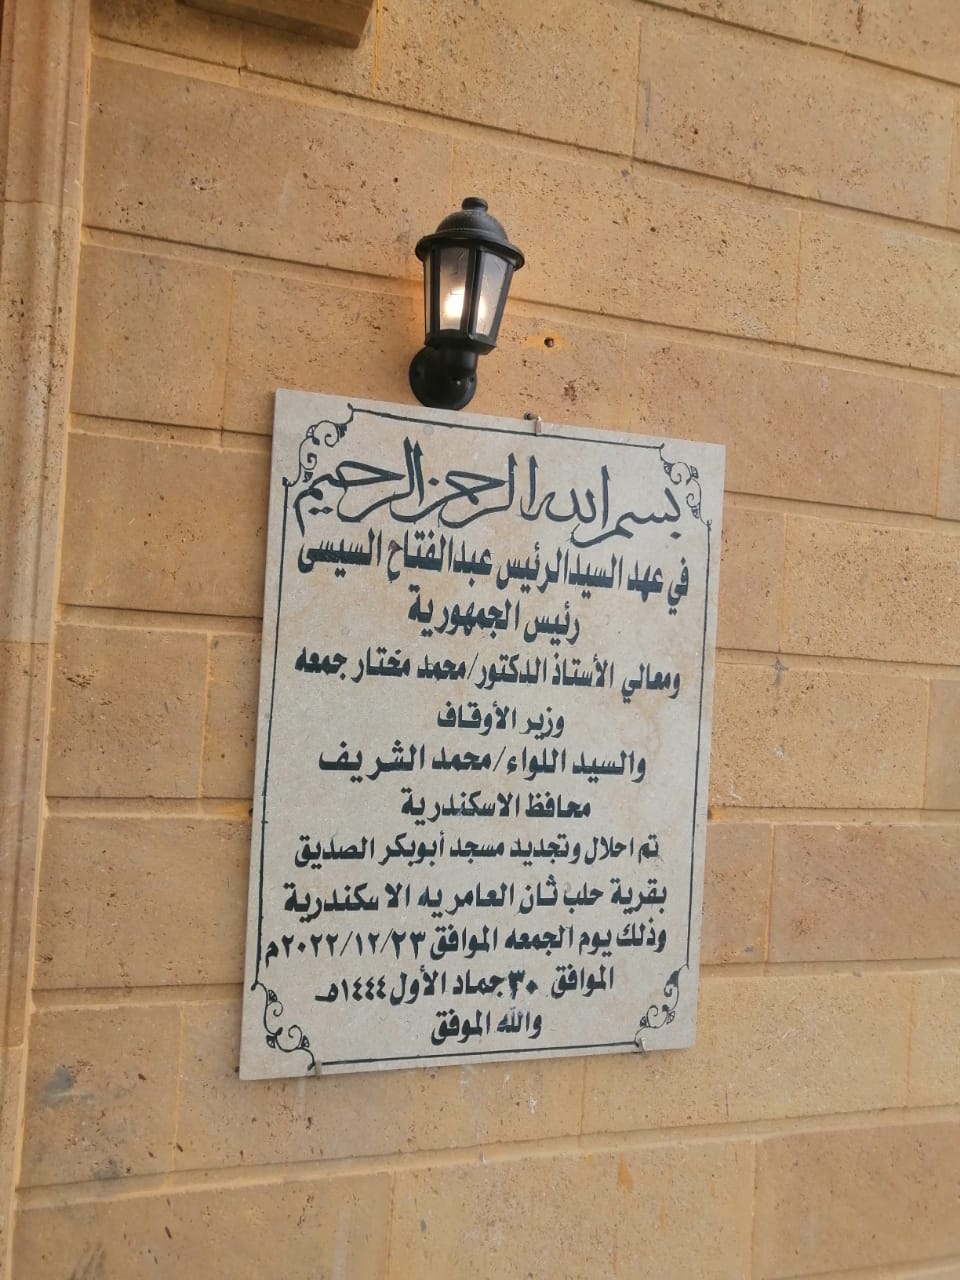 بسم الله الرحمن الرحيم
في عهد السيد الرئيس عبدالفتاح السيسى
رئيس الجمهورية
ومعالي الأستاذ الدكتور/محمد مختار جمعه
وزير الأوقاف
والسيد اللواء/محمد الشريف
محافظ الاسكندرية
تم احلال وتجديد مسجد أبوبكر الصديق
بقرية حلب ثان العامريه الاسكندرية
وذلك يوم الجمعه الموافق ٢٠٢٢/١٢/٢٣م
الموافق ٣٠ جماد الأول ١٤٤٤هـ
والله الموفق